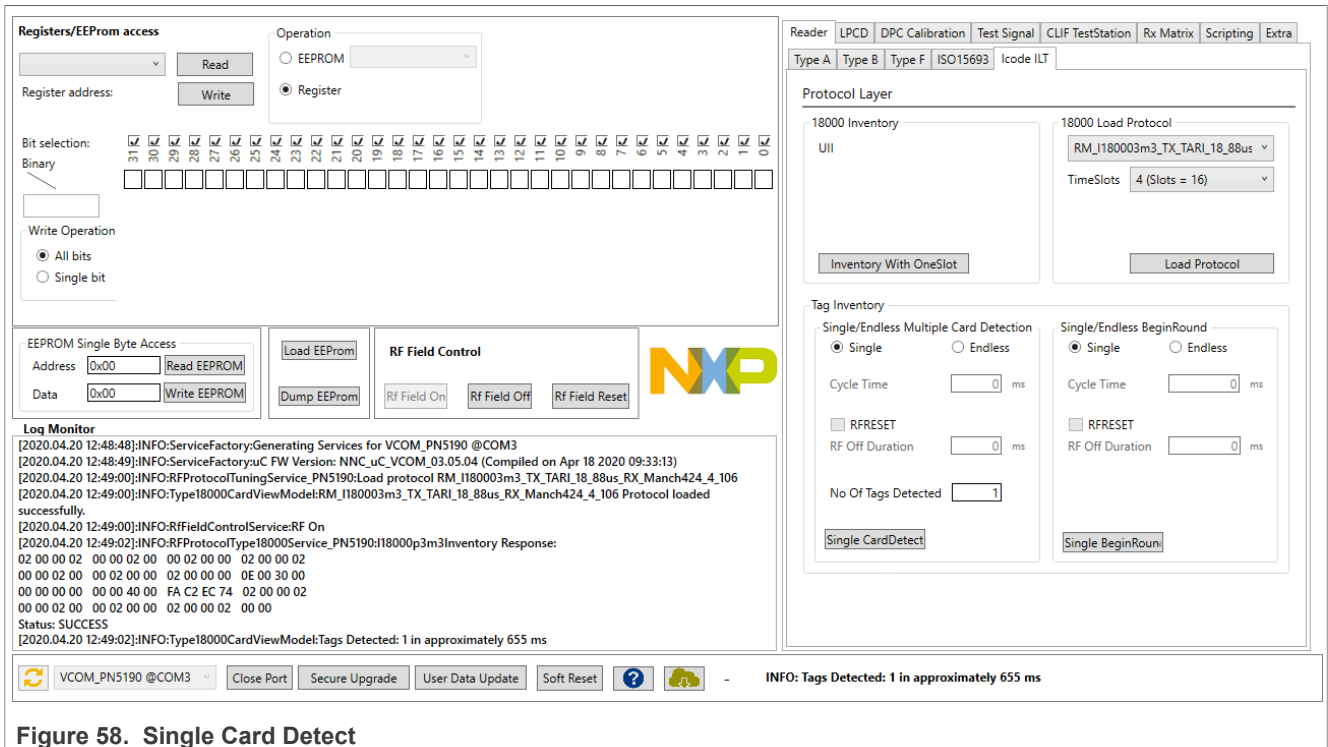 Registers/EEProm access
Read
Register address:
Write
Operation
EEPROM
Register
Bit selection:
31 30 29 28 27 26 25 24 23 22 21 20 19 18 17 16 15 14 13 12 11 10 9 8 7 6 5 4 3 2 1 0
Binary
Write Operation
All bits
Single bit
EEPROM Single Byte Access
Address 0x00 Read EEPROM
Data 0x00 Write EEPROM
Load EEProm
Dump EEProm
RF Field Control
Rf Field On Rf Field Off Rf Field Reset
NXP
Log Monitor
[2020.04.20 12:48:48]:INFO:ServiceFactory:Generating Services for VCOM_PN5190 @COM3
[2020.04.20 12:48:49]:INFO:ServiceFactory:uC FW Version: NNC_uC_VCOM_03.05.04 (Compiled on Apr 18 2020 09:33:13)
[2020.04.20 12:49:00]:INFO:RFProtocolTuningService_PN5190:Load protocol RM_I180003m3_TX_TARI_18_88us_RX_Manch424_4_106
[2020.04.20 12:49:00]:INFO:Type18000CardViewModel:RM_I180003m3_TX_TARI_18_88us_RX_Manch424_4_106 Protocol loaded
successfully.
[2020.04.20 12:49:00]:INFO:RfFieldControlService:RF On
[2020.04.20 12:49:02]:INFO:RFProtocolType18000Service_PN5190:I18000p3m3Inventory Response:
02 00 00 02 00 00 02 00 00 02 00 00 02 00 00 02
00 00 02 00 00 02 00 00 02 00 00 00 0E 00 30 00
00 00 00 00 00 00 40 00 FA C2 EC 74 02 00 00 02
00 00 02 00 00 02 00 00 02 00 00 02 00 00
Status: SUCCESS
[2020.04.20 12:49:02]:INFO:Type18000CardViewModel:Tags Detected: 1 in approximately 655 ms
Reader LPCD DPC Calibration Test Signal CLIF TestStation Rx Matrix Scripting Extra
Type A Type B Type F ISO15693 Icode ILT
Protocol Layer
18000 Inventory
UII
Inventory With OneSlot
18000 Load Protocol
RM_I180003m3_TX_TARI_18_88us
TimeSlots 4 (Slots = 16)
Load Protocol
Tag Inventory
Single/Endless Multiple Card Detection
Single Endless
Cycle Time 0 ms
RFRESET
RF Off Duration 0 ms
No Of Tags Detected 1
Single CardDetect
Single/Endless BeginRound
Single Endless
Cycle Time 0 ms
RFRESET
RF Off Duration 0 ms
Single BeginRoun
VCOM_PN5190 @COM3 Close Port Secure Upgrade User Data Update Soft Reset ? - INFO: Tags Detected: 1 in approximately 655 ms
Figure 58. Single Card Detect